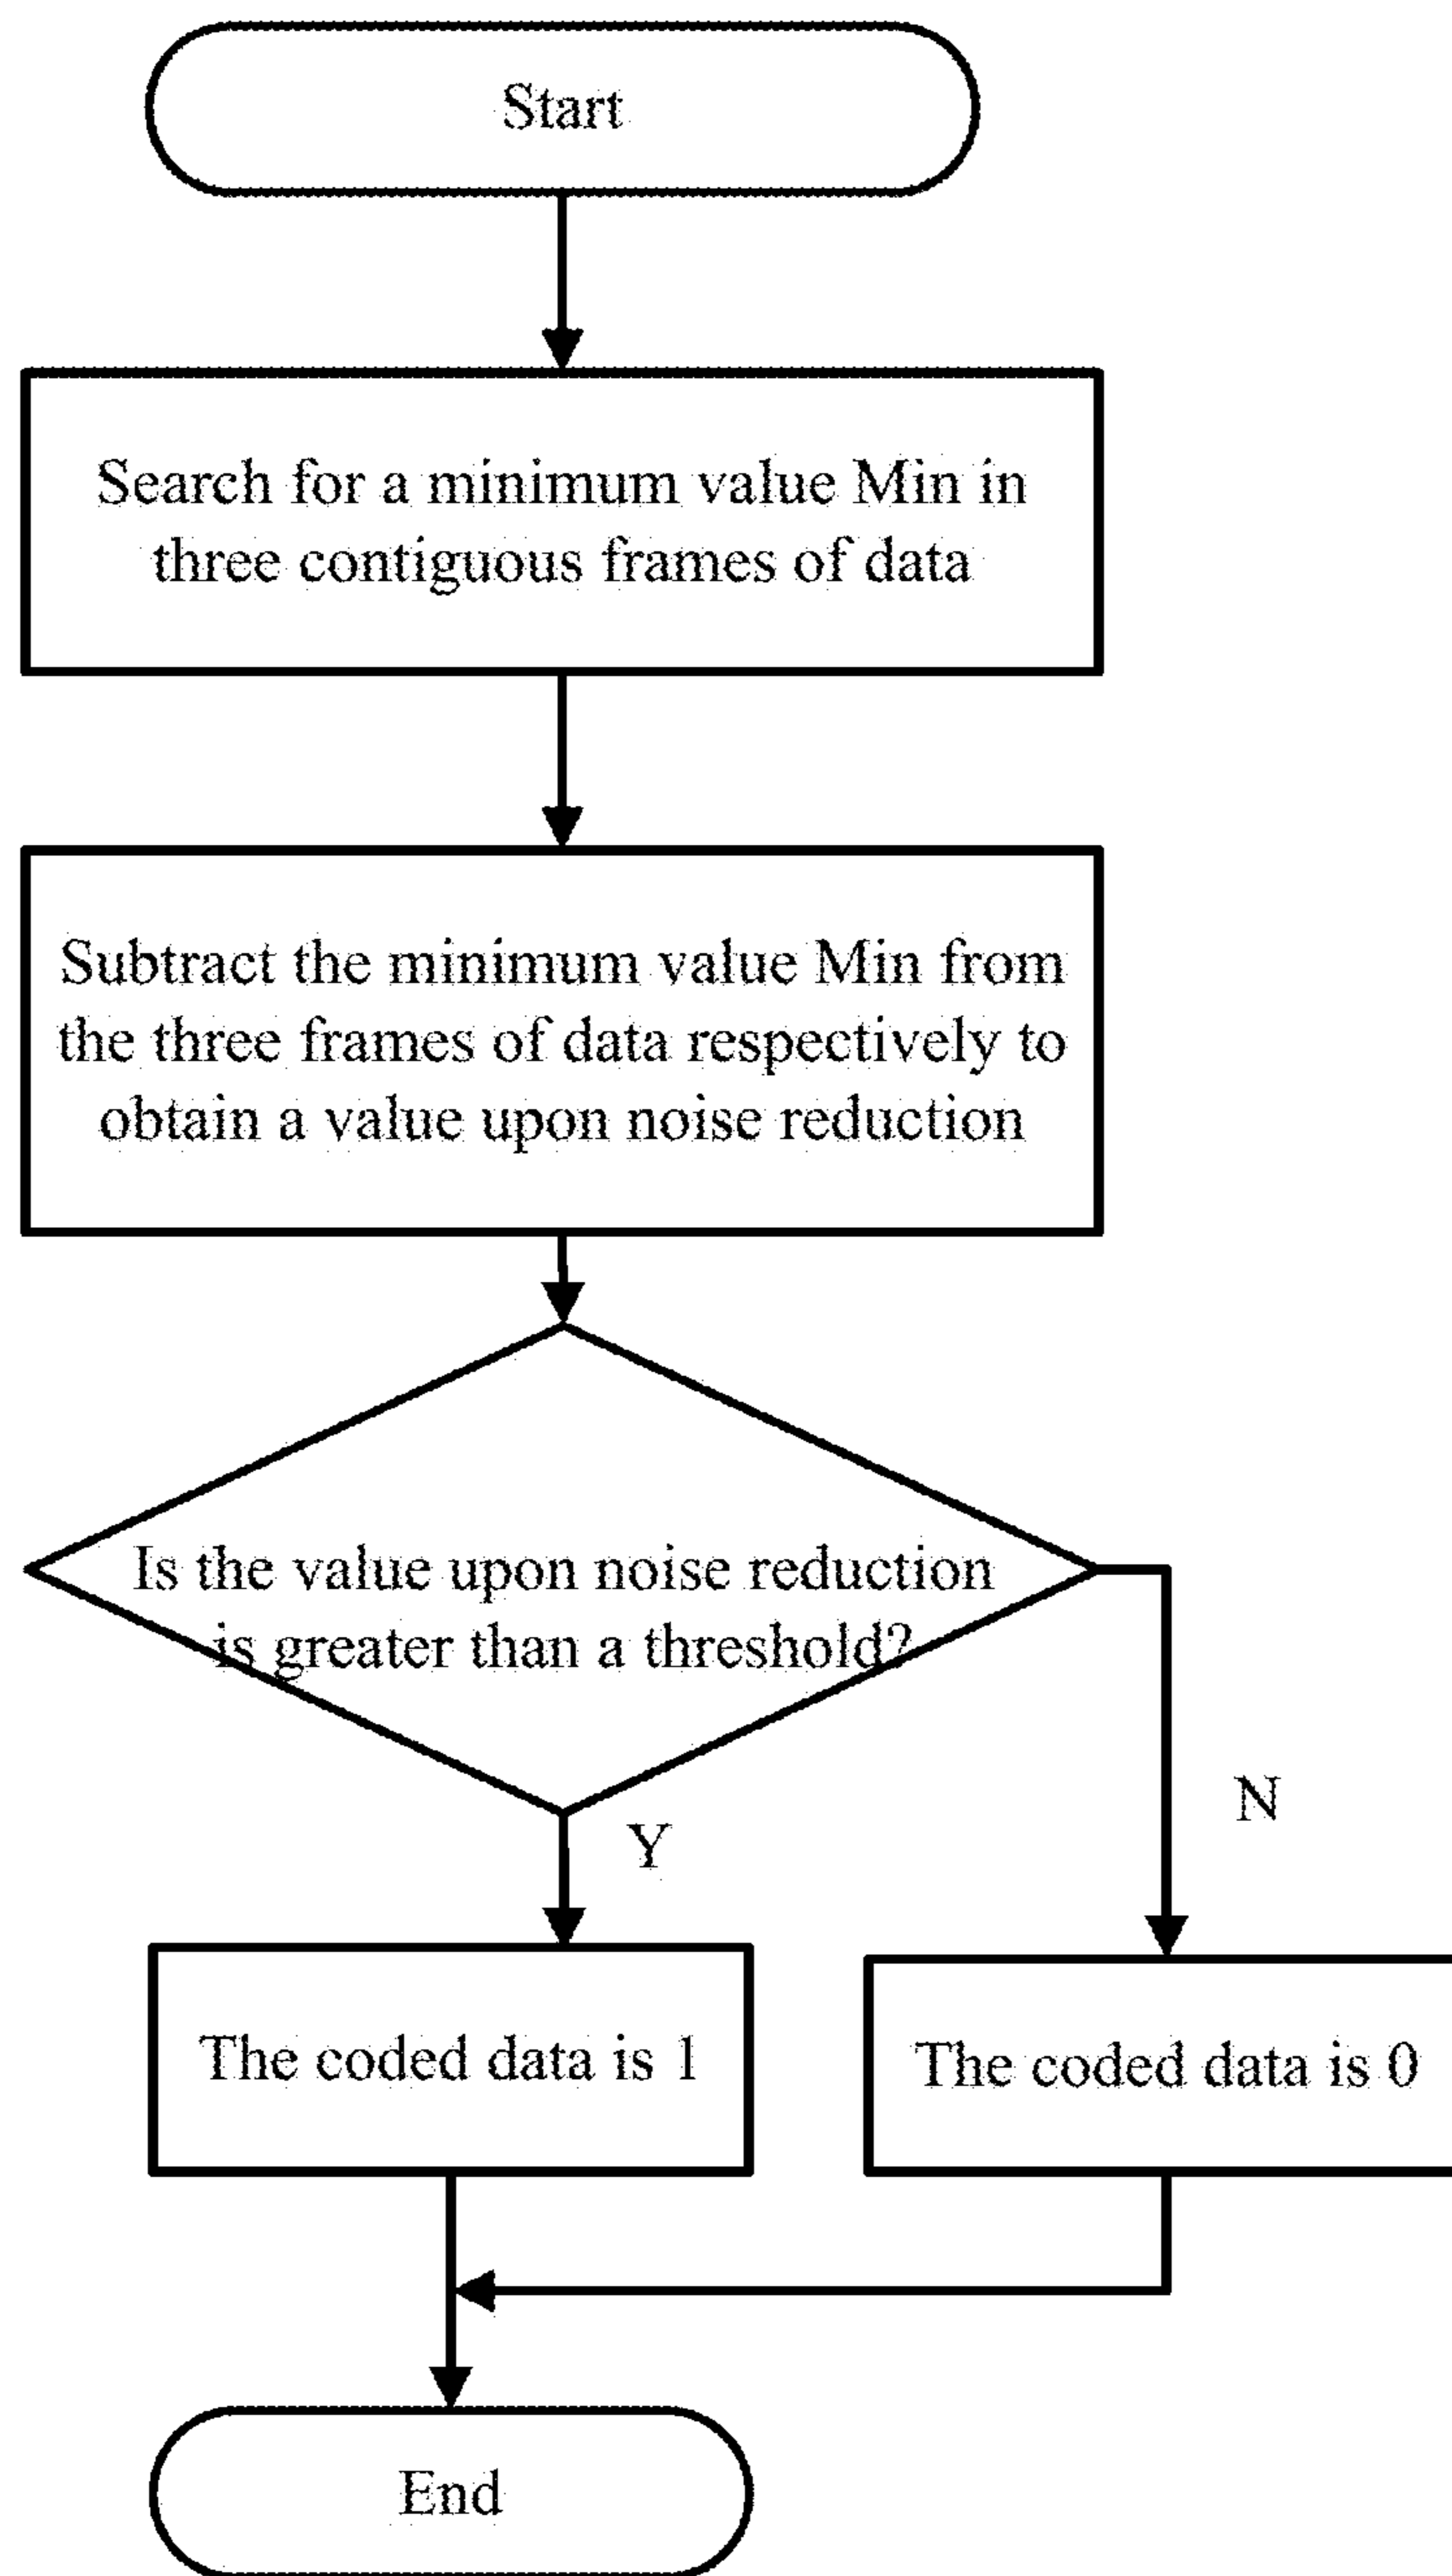 Start
Search for a minimum value Min in
three contiguous frames of data
Subtract the minimum value Min from
the three frames of data respectively to
obtain a value upon noise reduction
Is the value upon noise reduction
is greater than a threshold?
Y
N
The coded data is 1
The coded data is 0
End